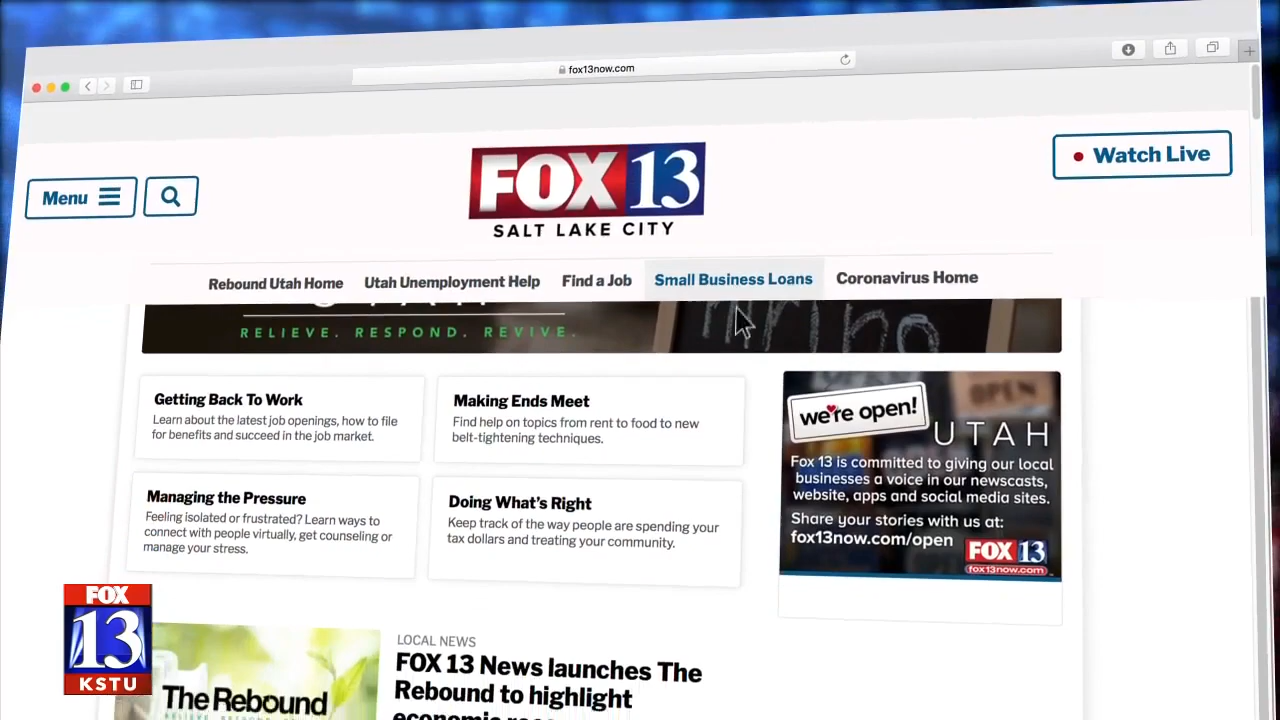 fox13now.com
Menu
FOX 13
SALT LAKE CITY
Watch Live
Rebound Utah Home
Utah Unemployment Help
Find a Job
Small Business Loans
Coronavirus Home
RELIEVE. RESPOND. REVIVE.
Getting Back To Work
Learn about the latest job openings, how to file
for benefits and succeed in the job market.
Making Ends Meet
Find help on topics from rent to food to new
belt-tightening techniques.
Managing the Pressure
Feeling isolated or frustrated? Learn ways to
connect with people virtually, get counseling or
manage your stress.
Doing What's Right
Keep track of the way people are spending your
tax dollars and treating your community.
OPEN
we're open!
UTAH
Fox 13 is committed to giving our local
businesses a voice in our newscasts,
website, apps and social media sites.
Share your stories with us at:
fox13now.com/open
FOX 13
fox13now.com
LOCAL NEWS
FOX 13 News launches The
Rebound to highlight
The Rebound
FOX
13
KSTU